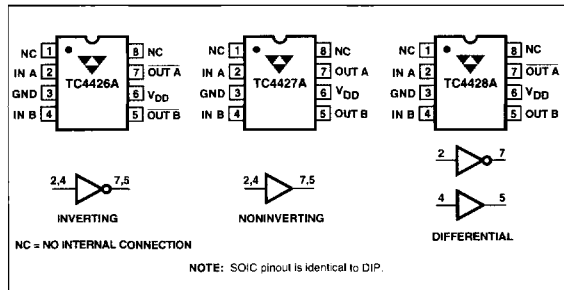 NC 1 8 NC
IN A 2 TC4426A 7 OUT A
GND 3 6 VDD
IN B 4 5 OUT B
NC 1 8 NC
IN A 2 TC4427A 7 OUT A
GND 3 6 VDD
IN B 4 5 OUT B
NC 1 8 NC
IN A 2 TC4428A 7 OUT A
GND 3 6 VDD
IN B 4 5 OUT B
2,4 7,5
INVERTING
2,4 7,5
NONINVERTING
2 7
4 5
DIFFERENTIAL
NC = NO INTERNAL CONNECTION
NOTE: SOIC pinout is identical to DIP.